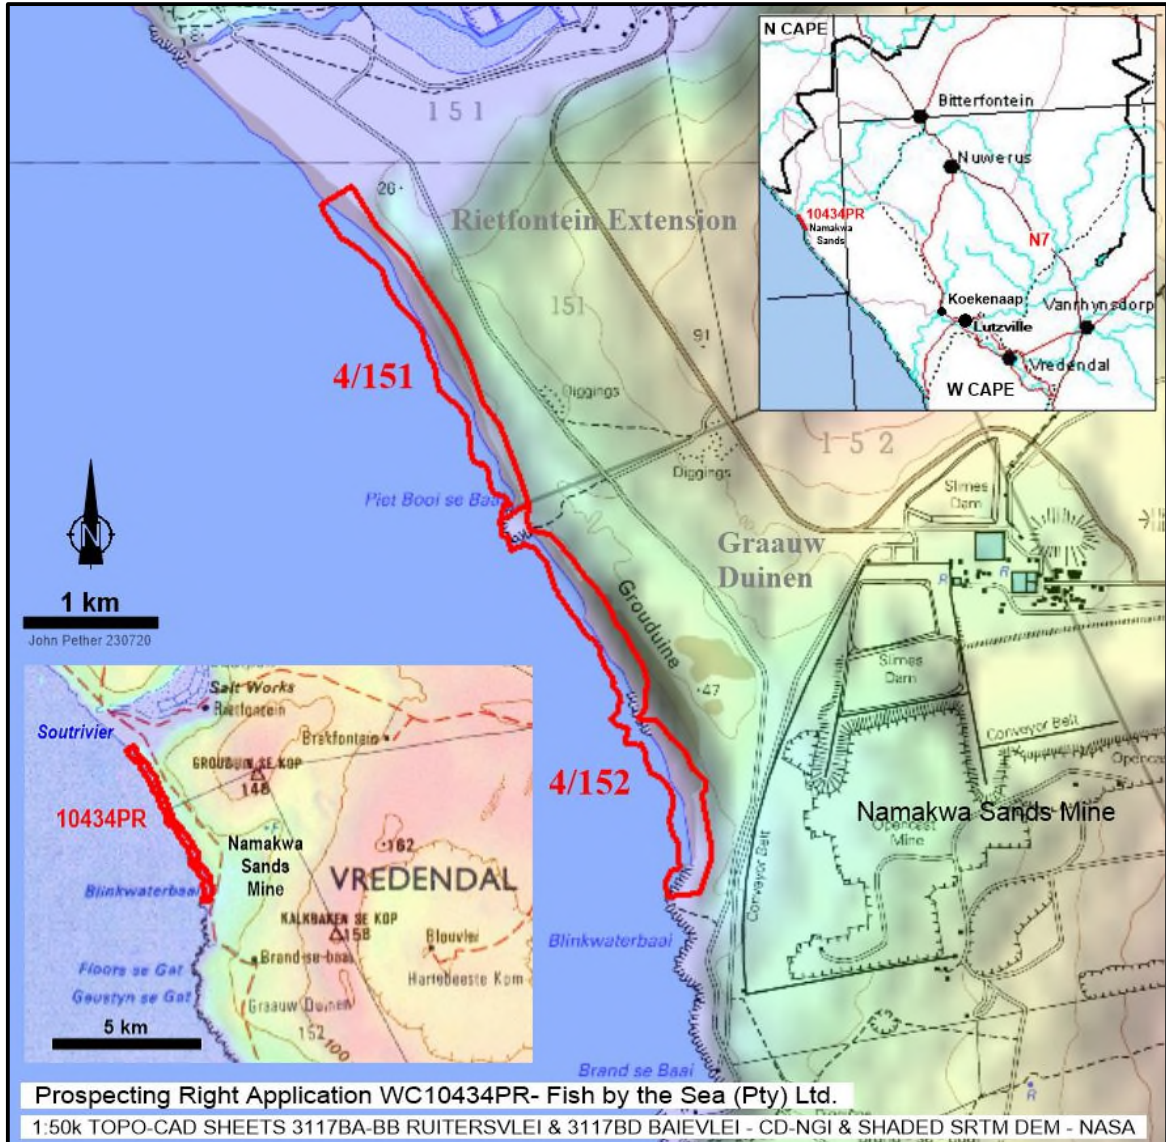 N CAPE
Bitterfontein
Nuwerus
10434PR
Namakwa
Sands
N7
Koekenaap
Vanrhynsdorp
Lutzville
Vredendal
W CAPE
151
26
Rietfontein Extension
151
91
4/151
Diggings
152
Diggings
Slimes
Dam
Piet Booi se Baai
Graauw
Duinen
R
R
N
1 km
John Pether 230720
Grouduine
47
Slimes
Dam
Conveyor Belt
Opencast
4/152
Namakwa Sands Mine
Opencast
Mine
Conveyor Belt
Blinkwaterbaai
Brand se Baai
R
Salt Works
Rietfontein
Soutrivier
Brakfontein
GROUDUIN SE KOP
148
10434PR
Namakwa
Sands
Mine
162
VREDENDAL
Blinkwaterbaai
KALKBAKEN SE KOP
158
Blouvlei
Brand-se-baai
Hartebeeste Kom
Floors se Gat
Geustyn se Gat
Graauw Duinen
152
100
5 km
Prospecting Right Application WC10434PR- Fish by the Sea (Pty) Ltd.
1:50k TOPO-CAD SHEETS 3117BA-BB RUITERSVLEI & 3117BD BAIEVLEI - CD-NGI & SHADED SRTM DEM - NASA